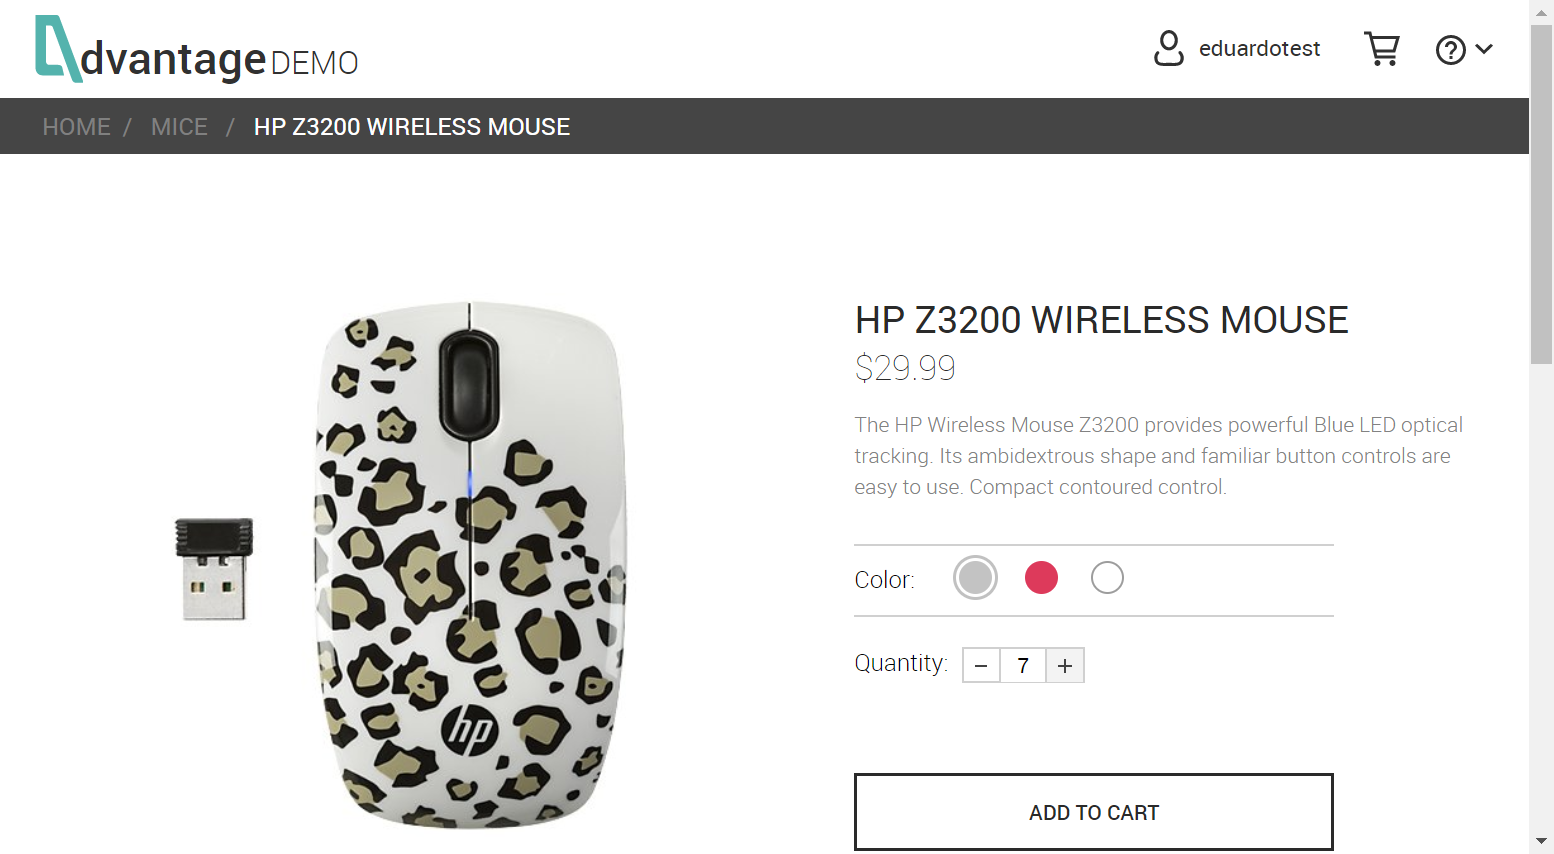 dvantage DEMO
eduardotest
HOME / MICE / HP Z3200 WIRELESS MOUSE
HP Z3200 WIRELESS MOUSE
$29.99
The HP Wireless Mouse Z3200 provides powerful Blue LED optical
tracking. Its ambidextrous shape and familiar button controls are
easy to use. Compact contoured control.
Color:
Quantity: − 7 +
hp
ADD TO CART